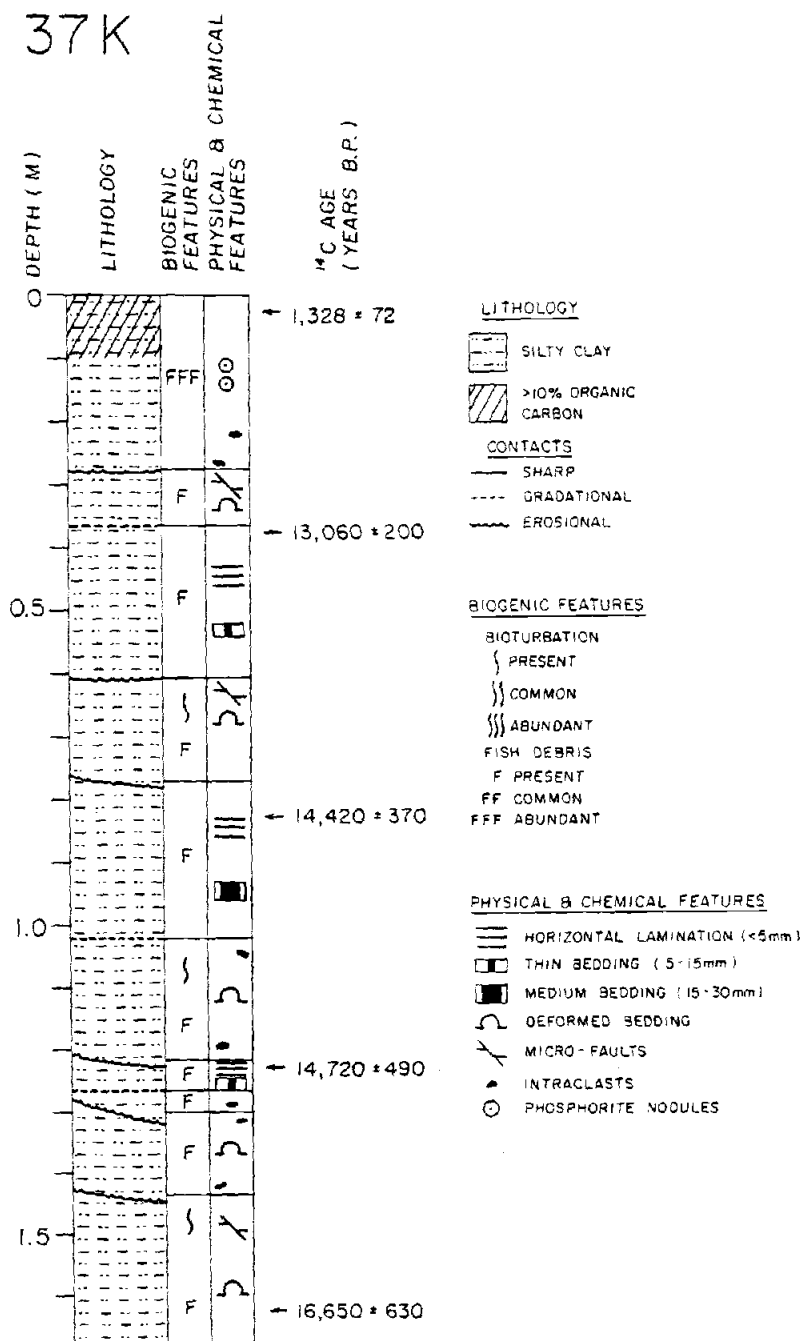 37K
DEPTH (M)
LITHOLOGY
BIOGENIC
FEATURES
PHYSICAL & CHEMICAL
FEATURES
¹⁴C AGE
(YEARS B.P.)
0
0.5
1.0
1.5
FFF
F
F
F
F
F
F
F
F
F
1,328 ± 72
13,060 ± 200
14,420 ± 370
14,720 ± 490
16,650 ± 630
LITHOLOGY
SILTY CLAY
>10% ORGANIC
CARBON
CONTACTS
SHARP
GRADATIONAL
EROSIONAL
BIOGENIC FEATURES
BIOTURBATION
PRESENT
COMMON
ABUNDANT
FISH DEBRIS
F PRESENT
FF COMMON
FFF ABUNDANT
PHYSICAL & CHEMICAL FEATURES
HORIZONTAL LAMINATION (<5mm)
THIN BEDDING (5-15mm)
MEDIUM BEDDING (15-30mm)
DEFORMED BEDDING
MICRO-FAULTS
INTRACLASTS
PHOSPHORITE NODULES